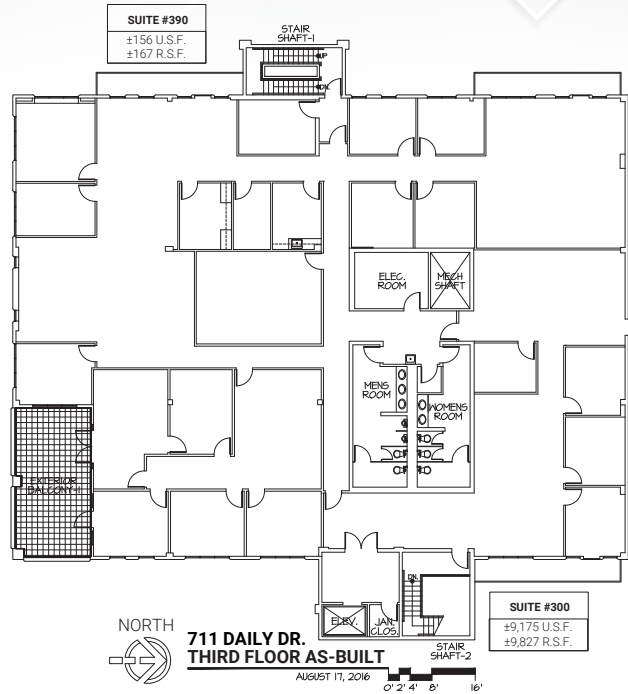 SUITE #390
±156 U.S.F.
±167 R.S.F.
STAIR
SHAFT-1
UP
DN.
ELEC.
ROOM
MECH
SHAFT
MENS
ROOM
WOMENS
ROOM
EXTERIOR
BALCONY-1
DN.
ELEV.
JAN.
CLOS.
STAIR
SHAFT-2
SUITE #300
±9,175 U.S.F.
±9,827 R.S.F.
NORTH
711 DAILY DR.
THIRD FLOOR AS-BUILT
AUGUST 17, 2016
0' 2' 4' 8' 16'